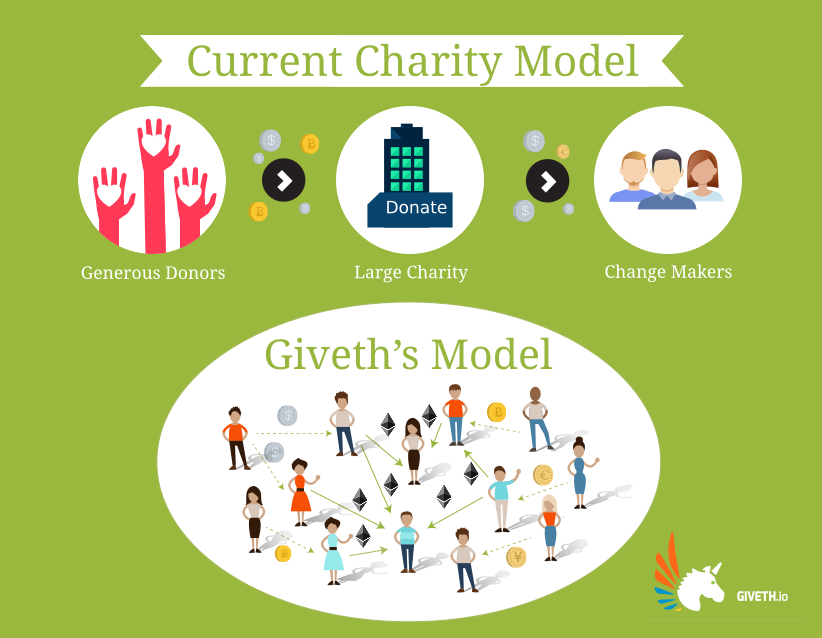 Current Charity Model
$
B
$
$
€
Donate
B
$
$
$
Generous Donors
Large Charity
Change Makers
Giveth's Model
$
B
$
€
B
¥
GIVETH.io